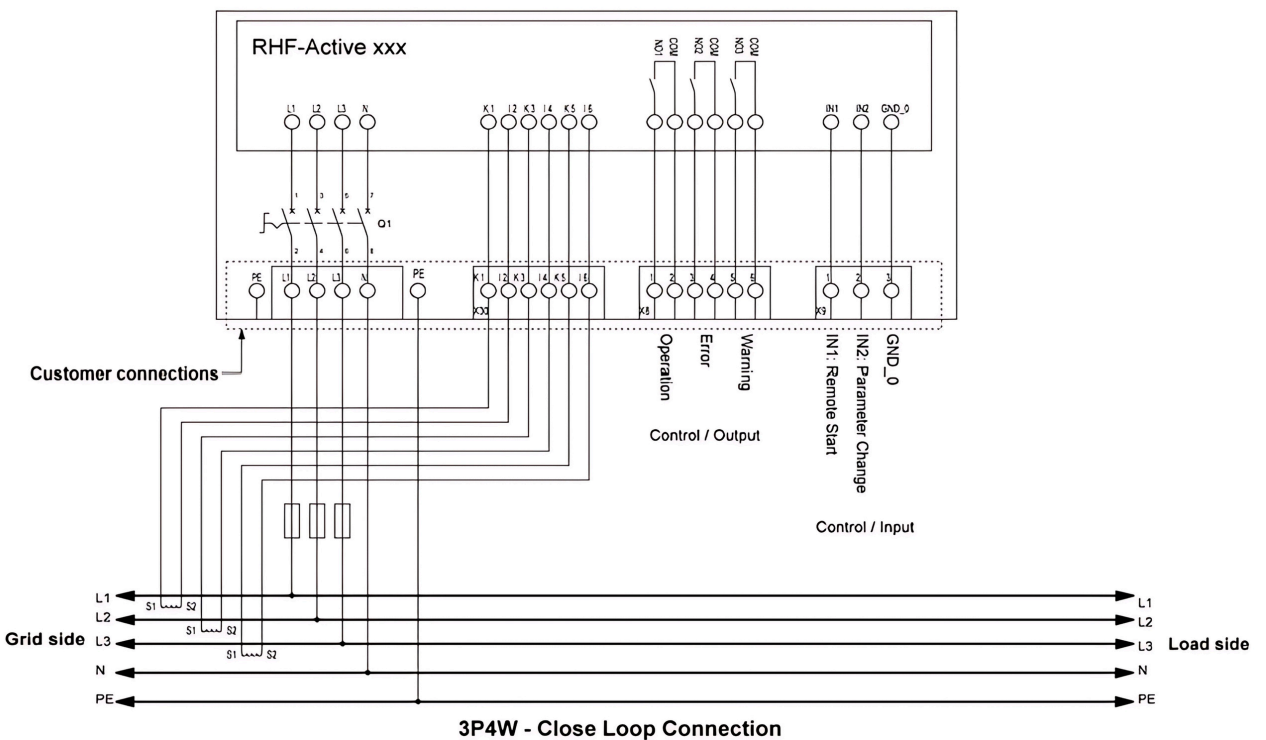 RHF-Active xxx
NO1 COM NO2 COM NO3 COM
L1 L2 L3 N K1 I2 K3 I4 K5 I6 IN1 IN2 GND_0
1 3 5 7
Q1
2 4 6 8
PE L1 L2 L3 N PE K1 I2 K3 I4 K5 I6 1 2 3 4 5 6 1 2 3
X30 X8 X9
Operation
Error
Warning
IN1: Remote Start
IN2: Parameter Change
GND_0
Customer connections
Control / Output
Control / Input
L1 S1 S2 L1
L2 S1 S2 L2
Grid side L3 S1 S2 L3 Load side
N N
PE PE
3P4W - Close Loop Connection